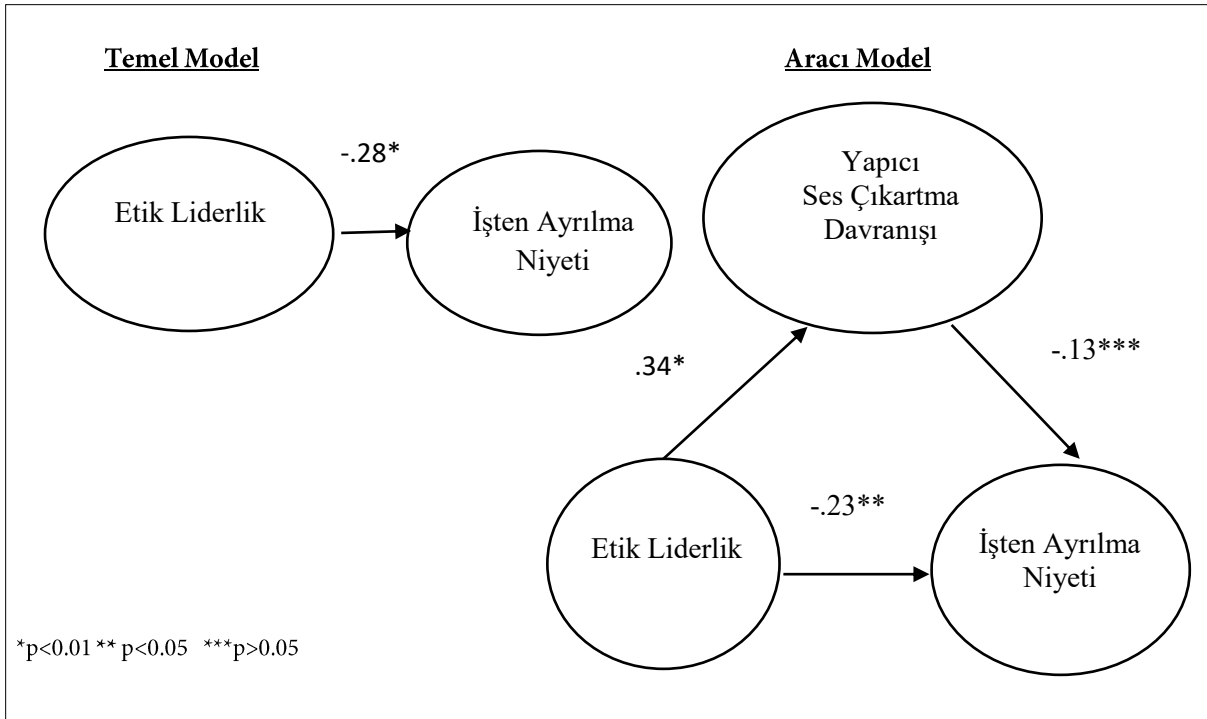 Temel Model
Etik Liderlik
-.28*
İşten Ayrılma
Niyeti
Aracı Model
Yapıcı
Ses Çıkartma
Davranışı
.34*
-.13***
Etik Liderlik
-.23**
İşten Ayrılma
Niyeti
*p<0.01 ** p<0.05 ***p>0.05